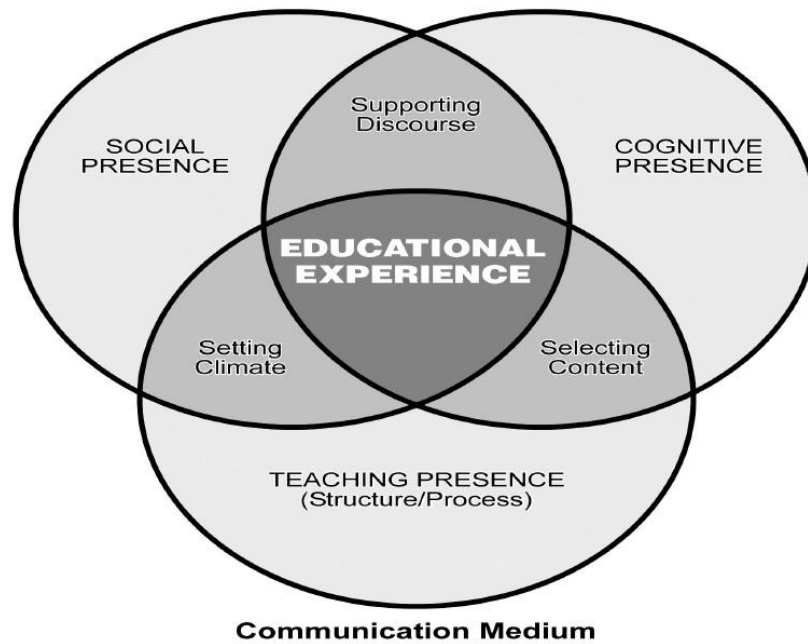 Supporting
Discourse
SOCIAL
PRESENCE
COGNITIVE
PRESENCE
EDUCATIONAL
EXPERIENCE
Setting
Climate
Selecting
Content
TEACHING PRESENCE
(Structure/Process)
Communication Medium